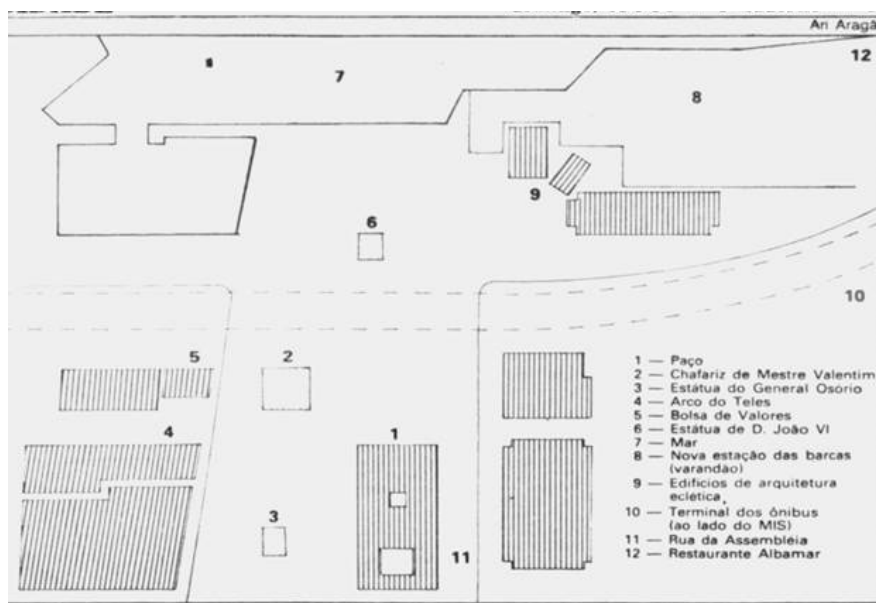 Ari Aragã
12
7
8
9
6
10
5
2
4
1
3
11
1 — Paço
2 — Chafariz de Mestre Valentim
3 — Estátua do General Osório
4 — Arco do Teles
5 — Bolsa de Valores
6 — Estátua de D. João VI
7 — Mar
8 — Nova estação das barcas
(varandão)
9 — Edifícios de arquitetura
eclética,
10 — Terminal dos ônibus
(ao lado do MIS)
11 — Rua da Assembléia
12 — Restaurante Albamar